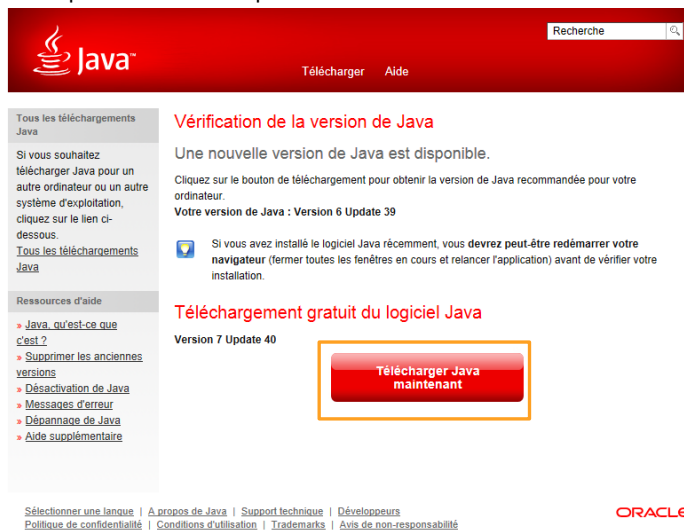 Java™
Recherche
Télécharger Aide
Tous les téléchargements
Java
Si vous souhaitez
télécharger Java pour un
autre ordinateur ou un autre
système d'exploitation,
cliquez sur le lien ci-
dessous.
Tous les téléchargements
Java
Ressources d'aide
» Java, qu'est-ce que
c'est ?
» Supprimer les anciennes
versions
» Désactivation de Java
» Messages d'erreur
» Dépannage de Java
» Aide supplémentaire
Vérification de la version de Java
Une nouvelle version de Java est disponible.
Cliquez sur le bouton de téléchargement pour obtenir la version de Java recommandée pour votre
ordinateur.
Votre version de Java : Version 6 Update 39
Si vous avez installé le logiciel Java récemment, vous devrez peut-être redémarrer votre
navigateur (fermer toutes les fenêtres en cours et relancer l'application) avant de vérifier votre
installation.
Téléchargement gratuit du logiciel Java
Version 7 Update 40
Télécharger Java
maintenant
Sélectionner une langue | A propos de Java | Support technique | Développeurs
Politique de confidentialité | Conditions d'utilisation | Trademarks | Avis de non-responsabilité
ORACLE